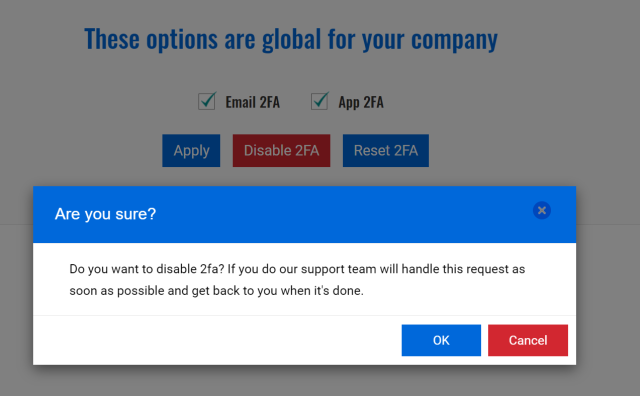 These options are global for your company
Email 2FA App 2FA
Apply Disable 2FA Reset 2FA
Are you sure?
Do you want to disable 2fa? If you do our support team will handle this request as
soon as possible and get back to you when it's done.
OK Cancel